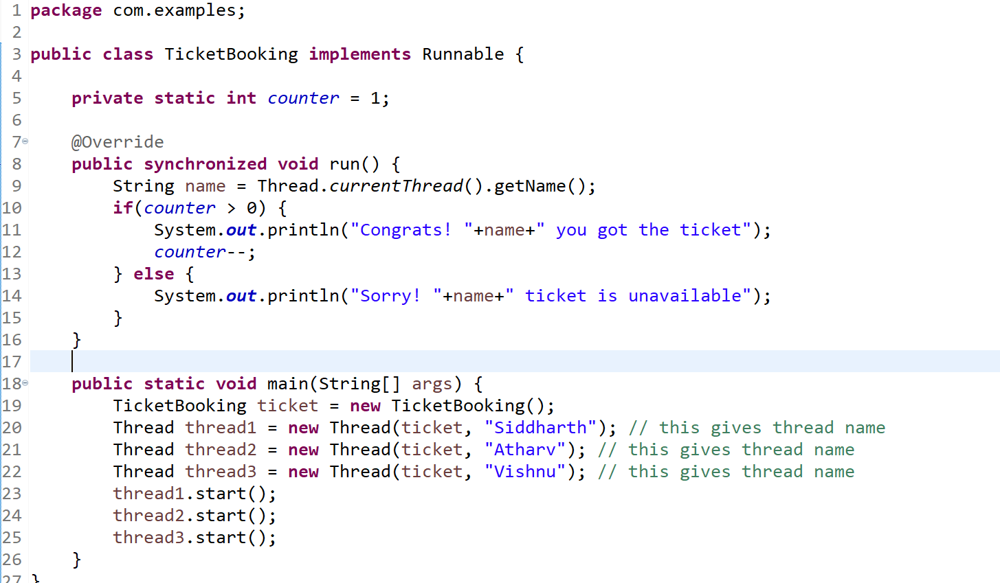 1 package com.examples;
2
3 public class TicketBooking implements Runnable {
4
5     private static int counter = 1;
6
7     @Override
8     public synchronized void run() {
9         String name = Thread.currentThread().getName();
10         if(counter > 0) {
11             System.out.println("Congrats! "+name+" you got the ticket");
12             counter--;
13         } else {
14             System.out.println("Sorry! "+name+" ticket is unavailable");
15         }
16     }
17
18     public static void main(String[] args) {
19         TicketBooking ticket = new TicketBooking();
20         Thread thread1 = new Thread(ticket, "Siddharth"); // this gives thread name
21         Thread thread2 = new Thread(ticket, "Atharv"); // this gives thread name
22         Thread thread3 = new Thread(ticket, "Vishnu"); // this gives thread name
23         thread1.start();
24         thread2.start();
25         thread3.start();
26     }
27 }